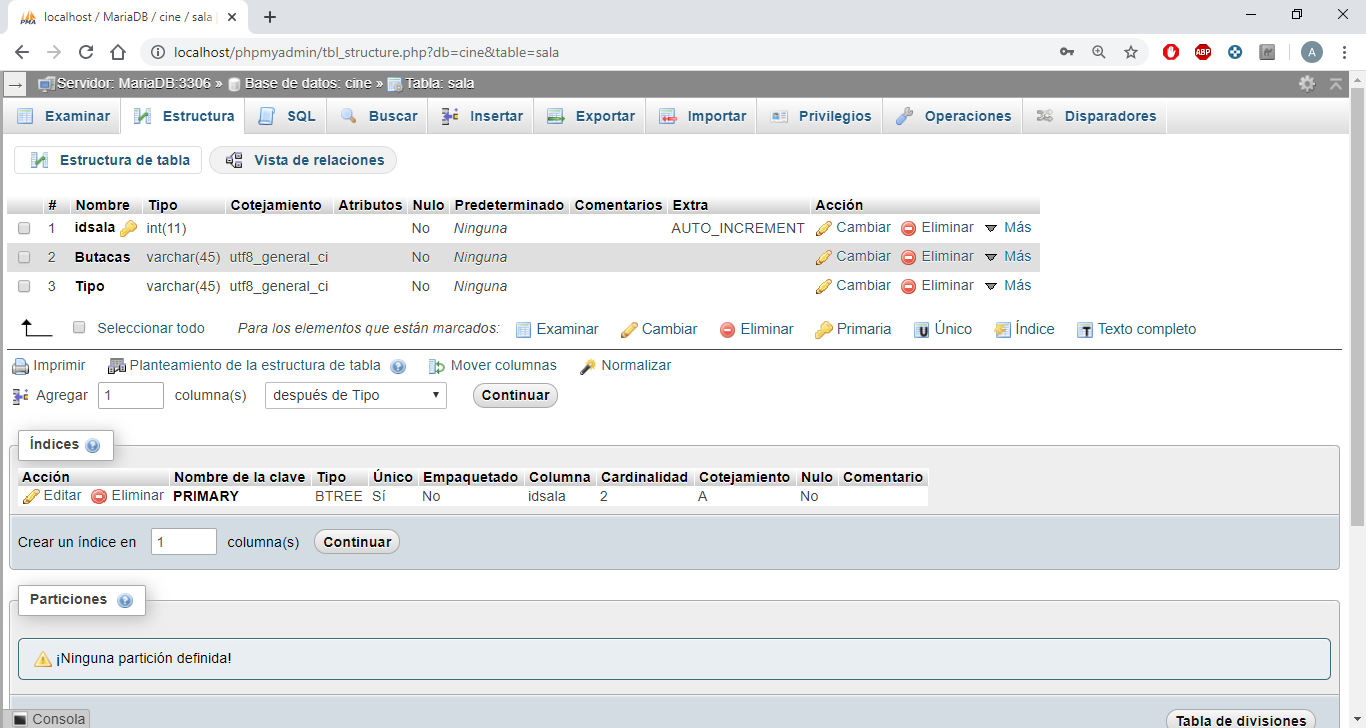 localhost / MariaDB / cine / sala
localhost/phpmyadmin/tbl_structure.php?db=cine&table=sala
ABP
A
Servidor: MariaDB:3306 » Base de datos: cine » Tabla: sala
Examinar Estructura SQL Buscar Insertar Exportar Importar Privilegios Operaciones Disparadores
Estructura de tabla Vista de relaciones
# Nombre Tipo Cotejamiento Atributos Nulo Predeterminado Comentarios Extra Acción
1 idsala int(11) No Ninguna AUTO_INCREMENT Cambiar Eliminar Más
2 Butacas varchar(45) utf8_general_ci No Ninguna Cambiar Eliminar Más
3 Tipo varchar(45) utf8_general_ci No Ninguna Cambiar Eliminar Más
Seleccionar todo Para los elementos que están marcados: Examinar Cambiar Eliminar Primaria Único Índice Texto completo
Imprimir Planteamiento de la estructura de tabla Mover columnas Normalizar
Agregar 1 columna(s) después de Tipo Continuar
Índices
Acción Nombre de la clave Tipo Único Empaquetado Columna Cardinalidad Cotejamiento Nulo Comentario
Editar Eliminar PRIMARY BTREE Sí No idsala 2 A No
Crear un índice en 1 columna(s) Continuar
Particiones
¡Ninguna partición definida!
Consola
Tabla de divisiones